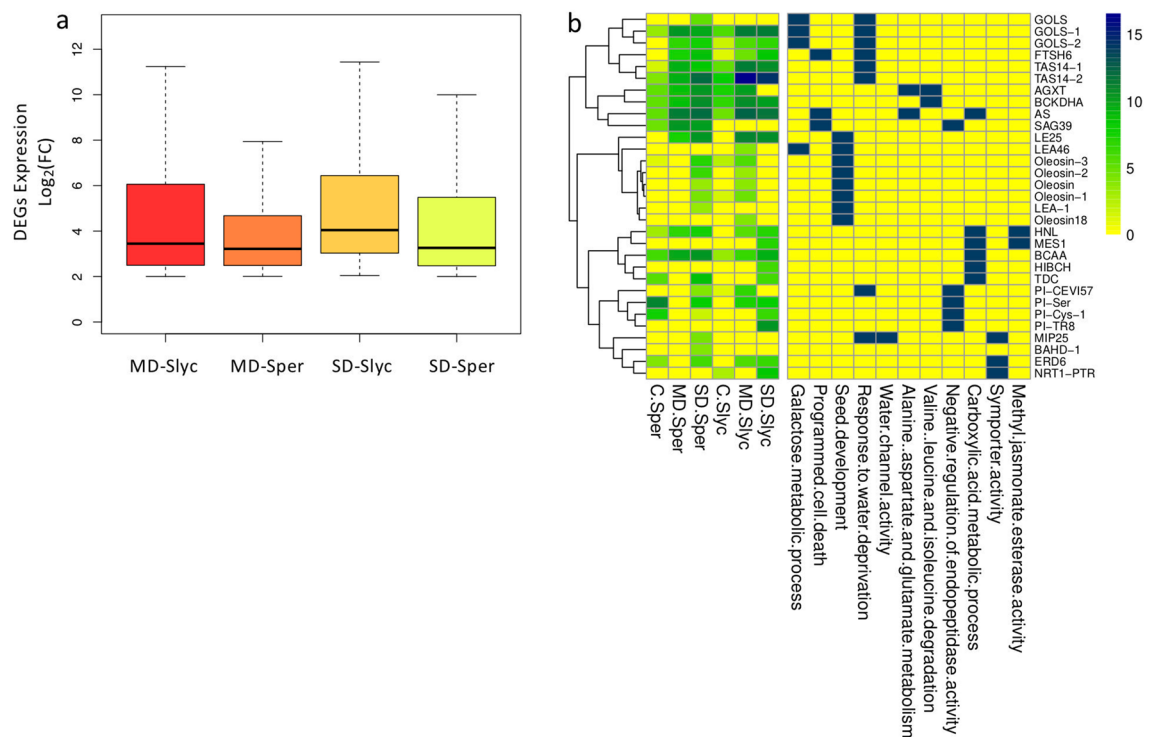 a
DEGs Expression
Log2(FC)
12
10
8
6
4
2
0
MD-Slyc
MD-Sper
SD-Slyc
SD-Sper
b
GOLS
GOLS-1
GOLS-2
FTSH6
TAS14-1
TAS14-2
AGXT
BCKDHA
AS
SAG39
LE25
LEA46
Oleosin-3
Oleosin-2
Oleosin
Oleosin-1
LEA-1
Oleosin18
HNL
MES1
BCAA
HIBCH
TDC
PI-CEVI57
PI-Ser
PI-Cys-1
PI-TR8
MIP25
BAHD-1
ERD6
NRT1-PTR
15
10
5
0
C.Sper
MD.Sper
SD.Sper
C.Slyc
MD.Slyc
SD.Slyc
Galactose.metabolic.process
Programmed.cell.death
Seed.development
Response.to.water.deprivation
Water.channel.activity
Alanine..aspartate.and.glutamate.metabolism
Valine..leucine.and.isoleucine.degradation
Negative.regulation.of.endopeptidase.activity
Carboxylic.acid.metabolic.process
Symporter.activity
Methyl.jasmonate.esterase.activity